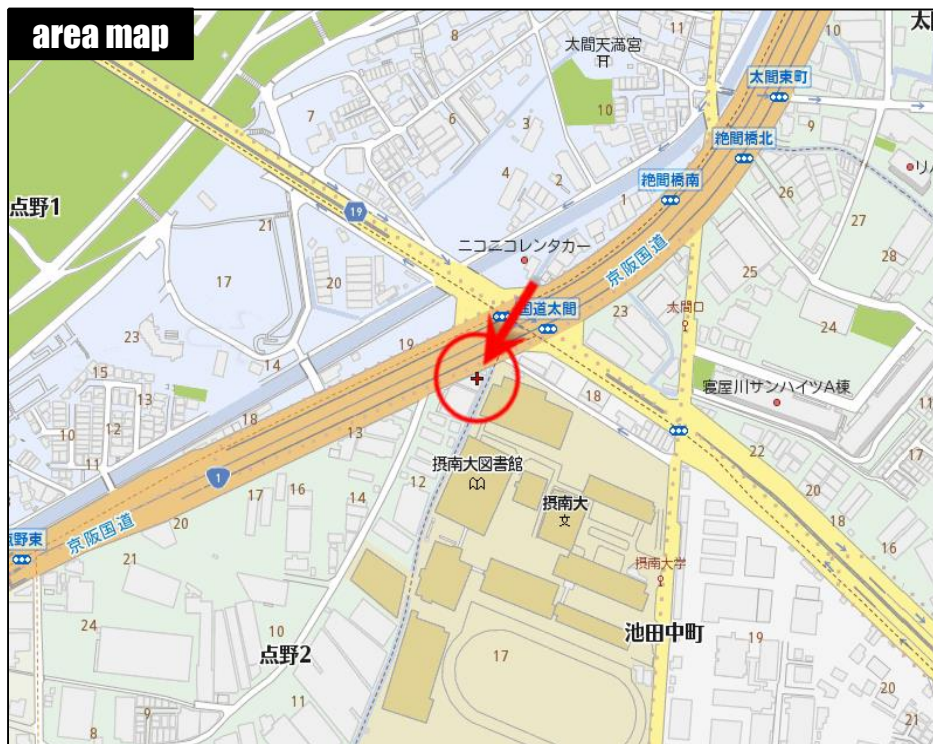 area map
太間天満宮
太間東町
絶間橋北
絶間橋南
点野1
19
ニコニコレンタカー
京阪国道
国道太間
太間口
寝屋川サンハイツA棟
摂南大図書館
摂南大
摂南大学
1
京阪国道
点野東
点野2
池田中町
8
7
6
3
10
4
2
1
10
9
26
27
28
25
24
23
21
17
20
23
19
14
15
13
10
12
11
18
13
18
22
20
18
16
17
11
12
14
16
17
20
21
24
10
11
9
8
17
19
20
21